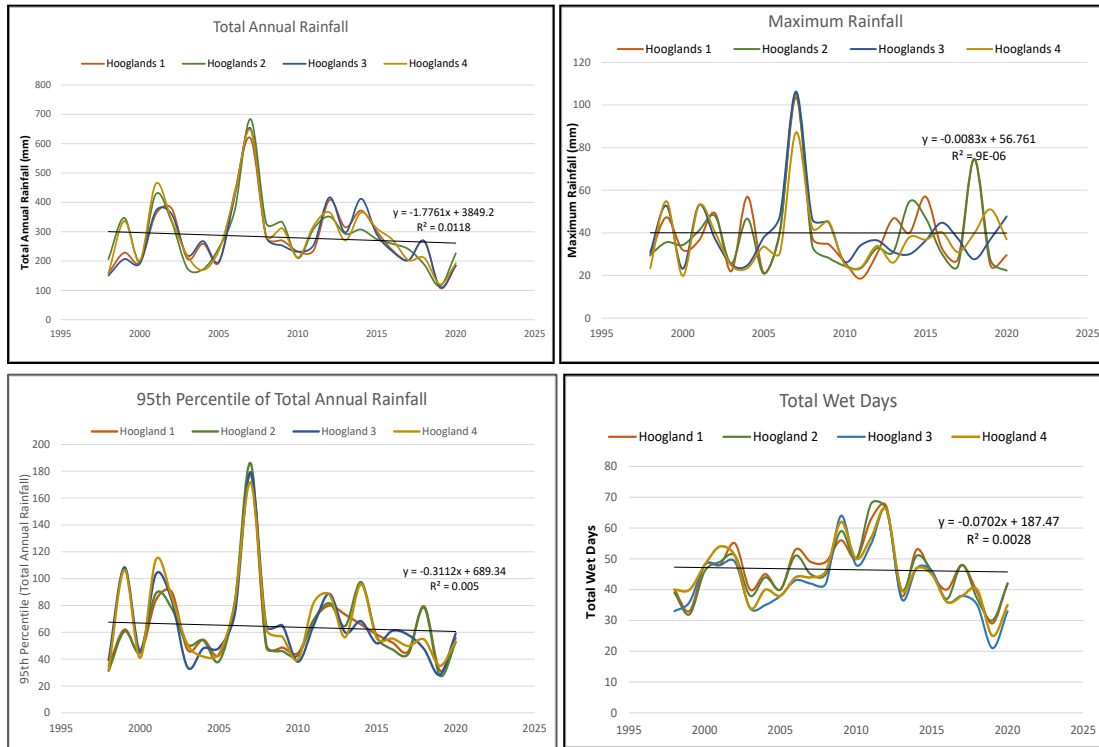 Total Annual Rainfall
Hooglands 1 Hooglands 2 Hooglands 3 Hooglands 4
Total Annual Rainfall (mm)
800
700
600
500
400
300
200
100
0
y = -1.7761x + 3849.2
R² = 0.0118
1995 2000 2005 2010 2015 2020 2025
Maximum Rainfall
Hooglands 1 Hooglands 2 Hooglands 3 Hooglands 4
Maximum Rainfall (mm)
120
100
80
60
40
20
0
y = -0.0083x + 56.761
R² = 9E-06
1995 2000 2005 2010 2015 2020 2025
95th Percentile of Total Annual Rainfall
Hoogland 1 Hoogland 2 Hoogland 3 Hoogland 4
95th Percentile (Total Annual Rainfall)
200
180
160
140
120
100
80
60
40
20
0
y = -0.3112x + 689.34
R² = 0.005
1995 2000 2005 2010 2015 2020 2025
Total Wet Days
Hoogland 1 Hoogland 2 Hoogland 3 Hoogland 4
Total Wet Days
80
70
60
50
40
30
20
10
0
y = -0.0702x + 187.47
R² = 0.0028
1995 2000 2005 2010 2015 2020 2025